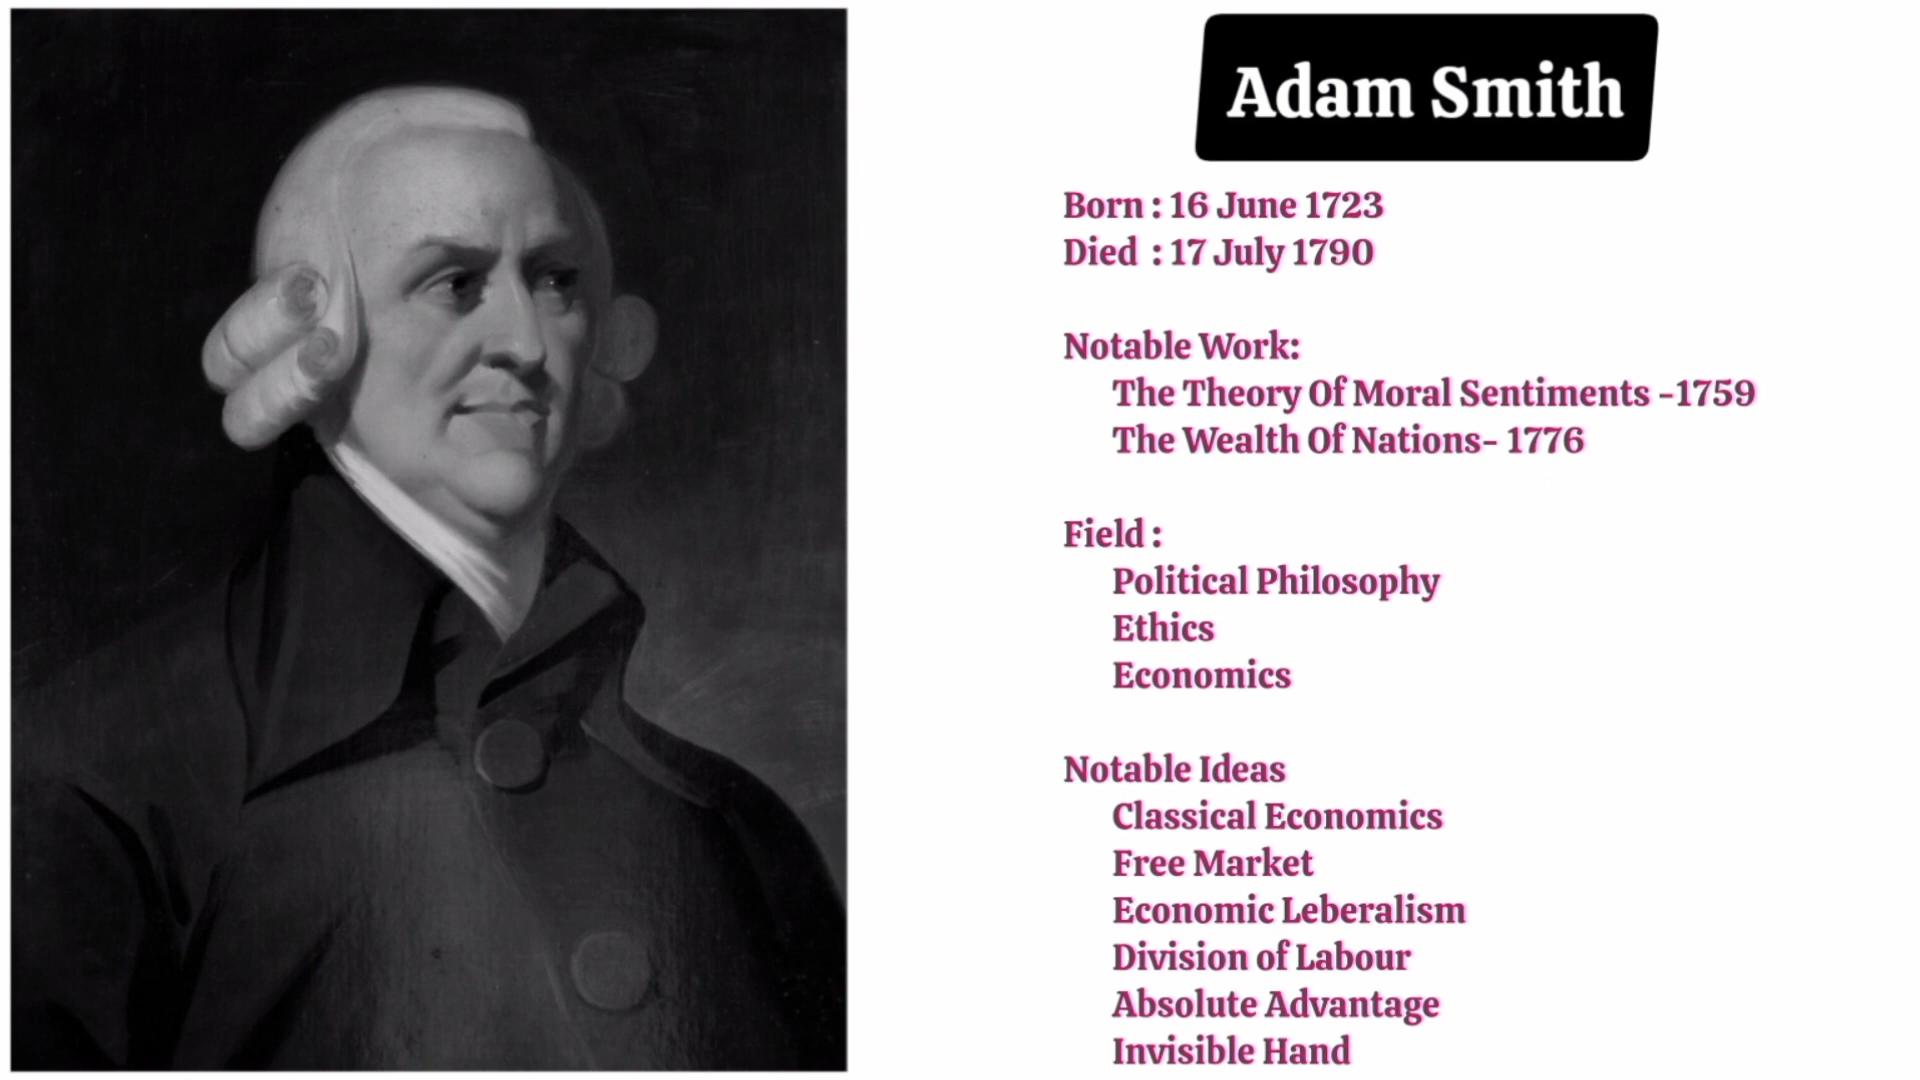 Adam Smith
Born : 16 June 1723
Died : 17 July 1790
Notable Work:
The Theory Of Moral Sentiments -1759
The Wealth Of Nations- 1776
Field :
Political Philosophy
Ethics
Economics
Notable Ideas
Classical Economics
Free Market
Economic Leberalism
Division of Labour
Absolute Advantage
Invisible Hand